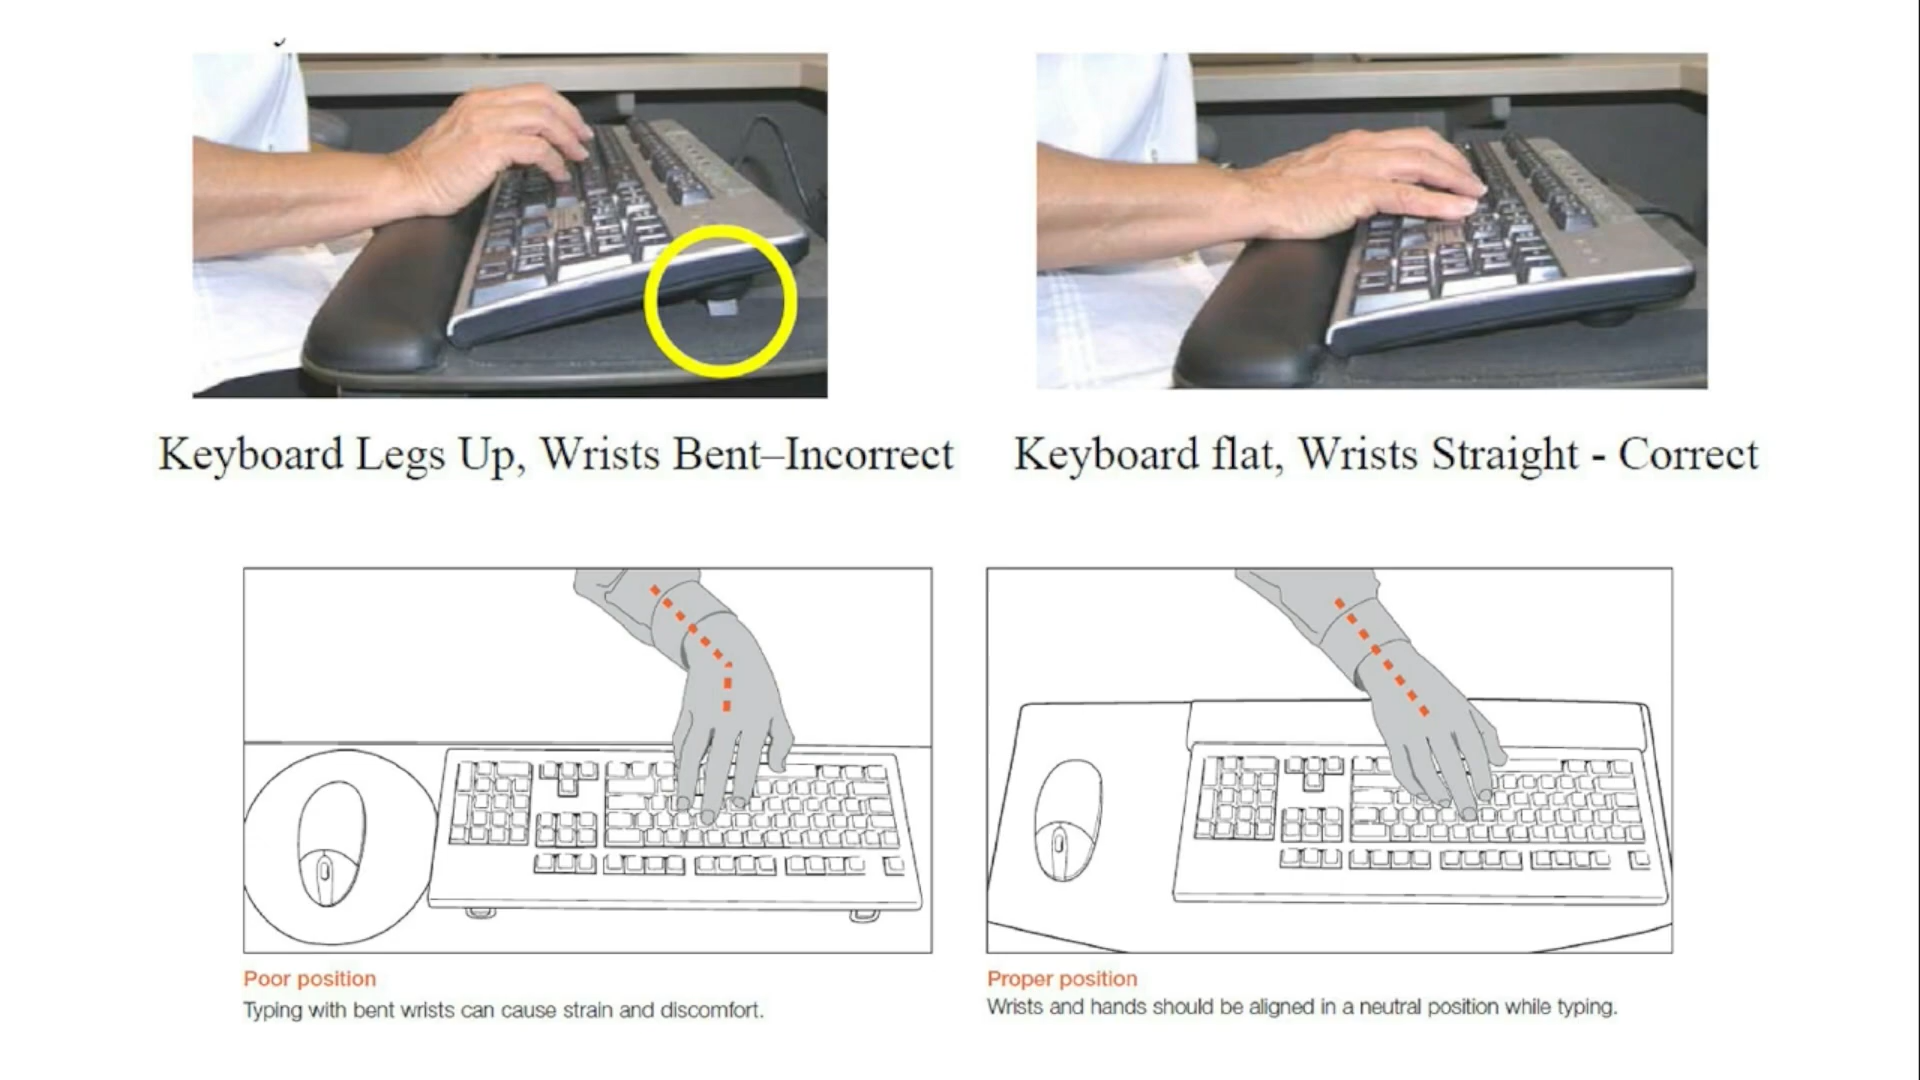 Keyboard Legs Up, Wrists Bent–Incorrect
Keyboard flat, Wrists Straight - Correct
Poor position
Typing with bent wrists can cause strain and discomfort.
Proper position
Wrists and hands should be aligned in a neutral position while typing.